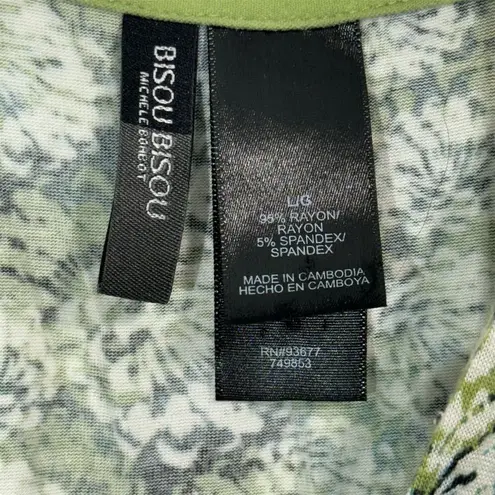 BISOU BISOU
MICHELE BOHBOT
L/G
95% RAYON/
RAYON
5% SPANDEX/
SPANDEX
MADE IN CAMBODIA
HECHO EN CAMBOYA
RN#93677
749853